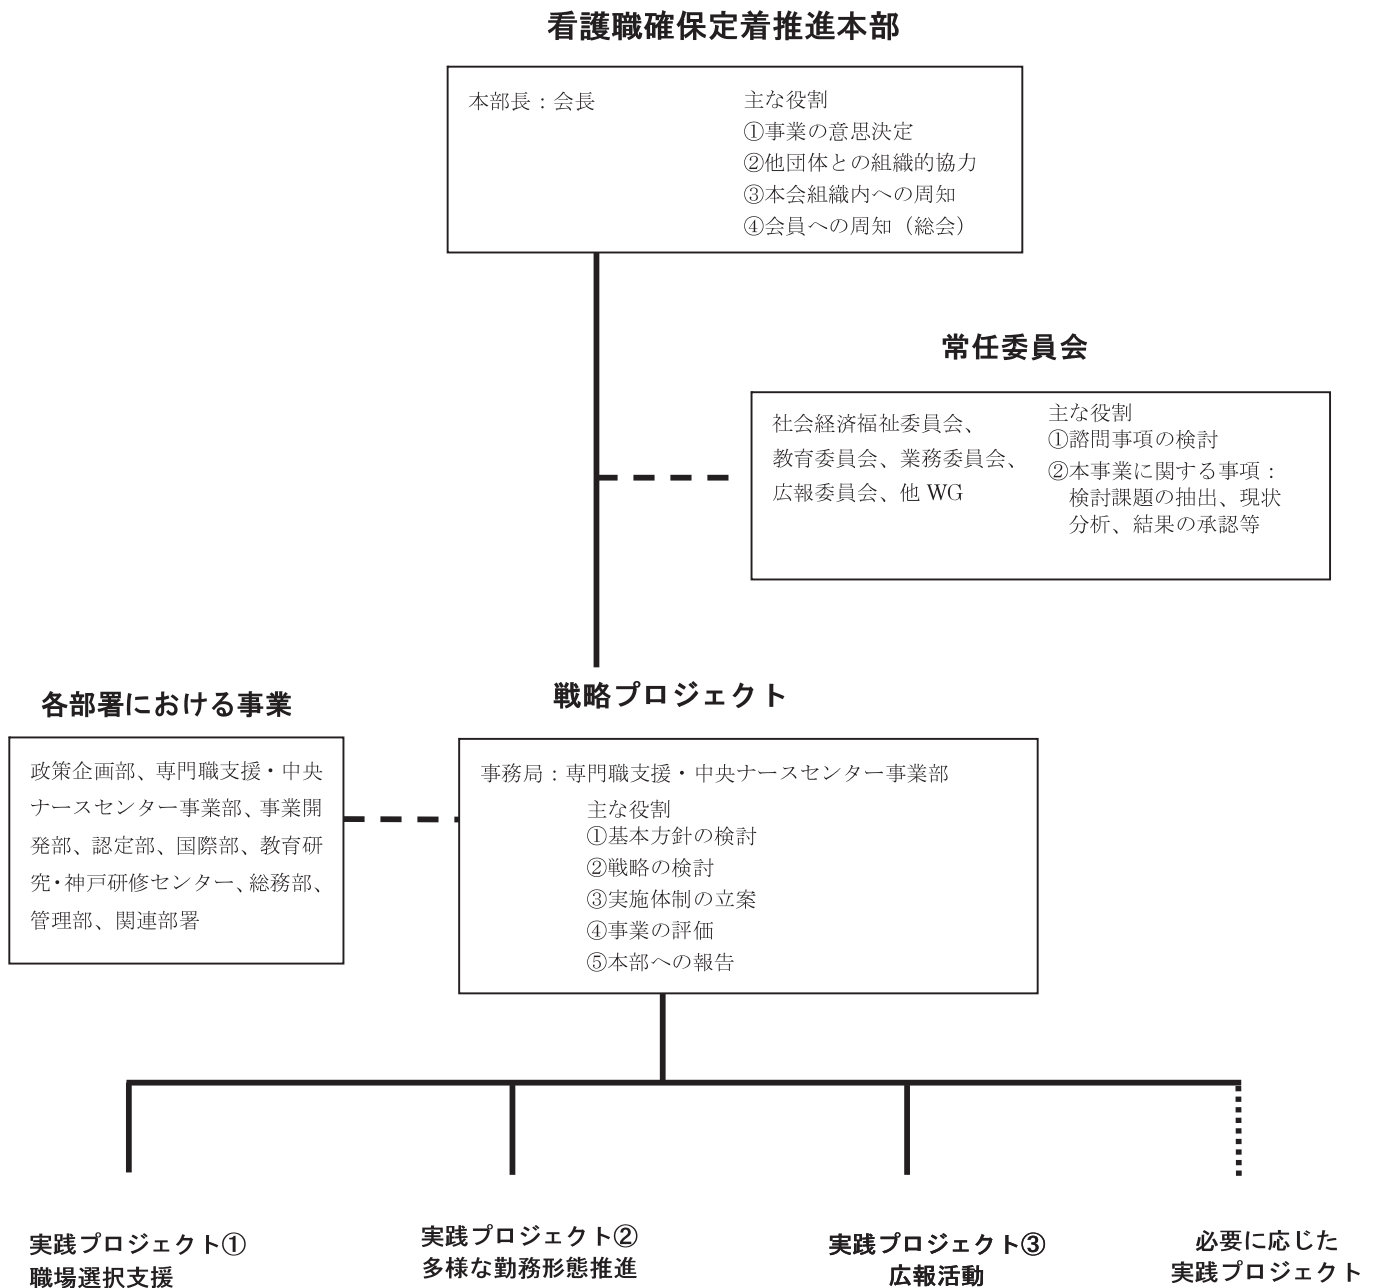 看護職確保定着推進本部
本部長：会長
主な役割
①事業の意思決定
②他団体との組織的協力
③本会組織内への周知
④会員への周知（総会）
常任委員会
社会経済福祉委員会、
教育委員会、業務委員会、
広報委員会、他 WG
主な役割
①諮問事項の検討
②本事業に関する事項：
検討課題の抽出、現状
分析、結果の承認等
各部署における事業
政策企画部、専門職支援・中央
ナースセンター事業部、事業開
発部、認定部、国際部、教育研
究・神戸研修センター、総務部、
管理部、関連部署
戦略プロジェクト
事務局：専門職支援・中央ナースセンター事業部
主な役割
①基本方針の検討
②戦略の検討
③実施体制の立案
④事業の評価
⑤本部への報告
実践プロジェクト①
職場選択支援
実践プロジェクト②
多様な勤務形態推進
実践プロジェクト③
広報活動
必要に応じた
実践プロジェクト